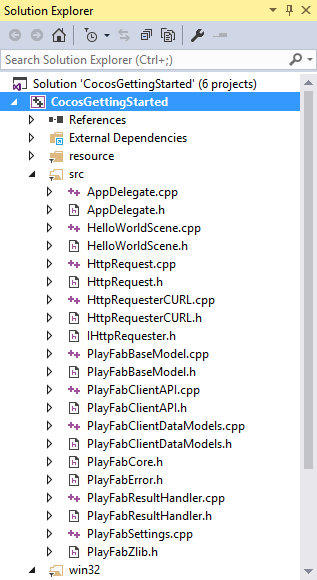 Solution Explorer
Search Solution Explorer (Ctrl+;)
Solution 'CocosGettingStarted' (6 projects)
CocosGettingStarted
References
External Dependencies
resource
src
AppDelegate.cpp
AppDelegate.h
HelloWorldScene.cpp
HelloWorldScene.h
HttpRequest.cpp
HttpRequest.h
HttpRequesterCURL.cpp
HttpRequesterCURL.h
IHttpRequester.h
PlayFabBaseModel.cpp
PlayFabBaseModel.h
PlayFabClientAPI.cpp
PlayFabClientAPI.h
PlayFabClientDataModels.cpp
PlayFabClientDataModels.h
PlayFabCore.h
PlayFabError.h
PlayFabResultHandler.cpp
PlayFabResultHandler.h
PlayFabSettings.cpp
PlayFabZlib.h
win32